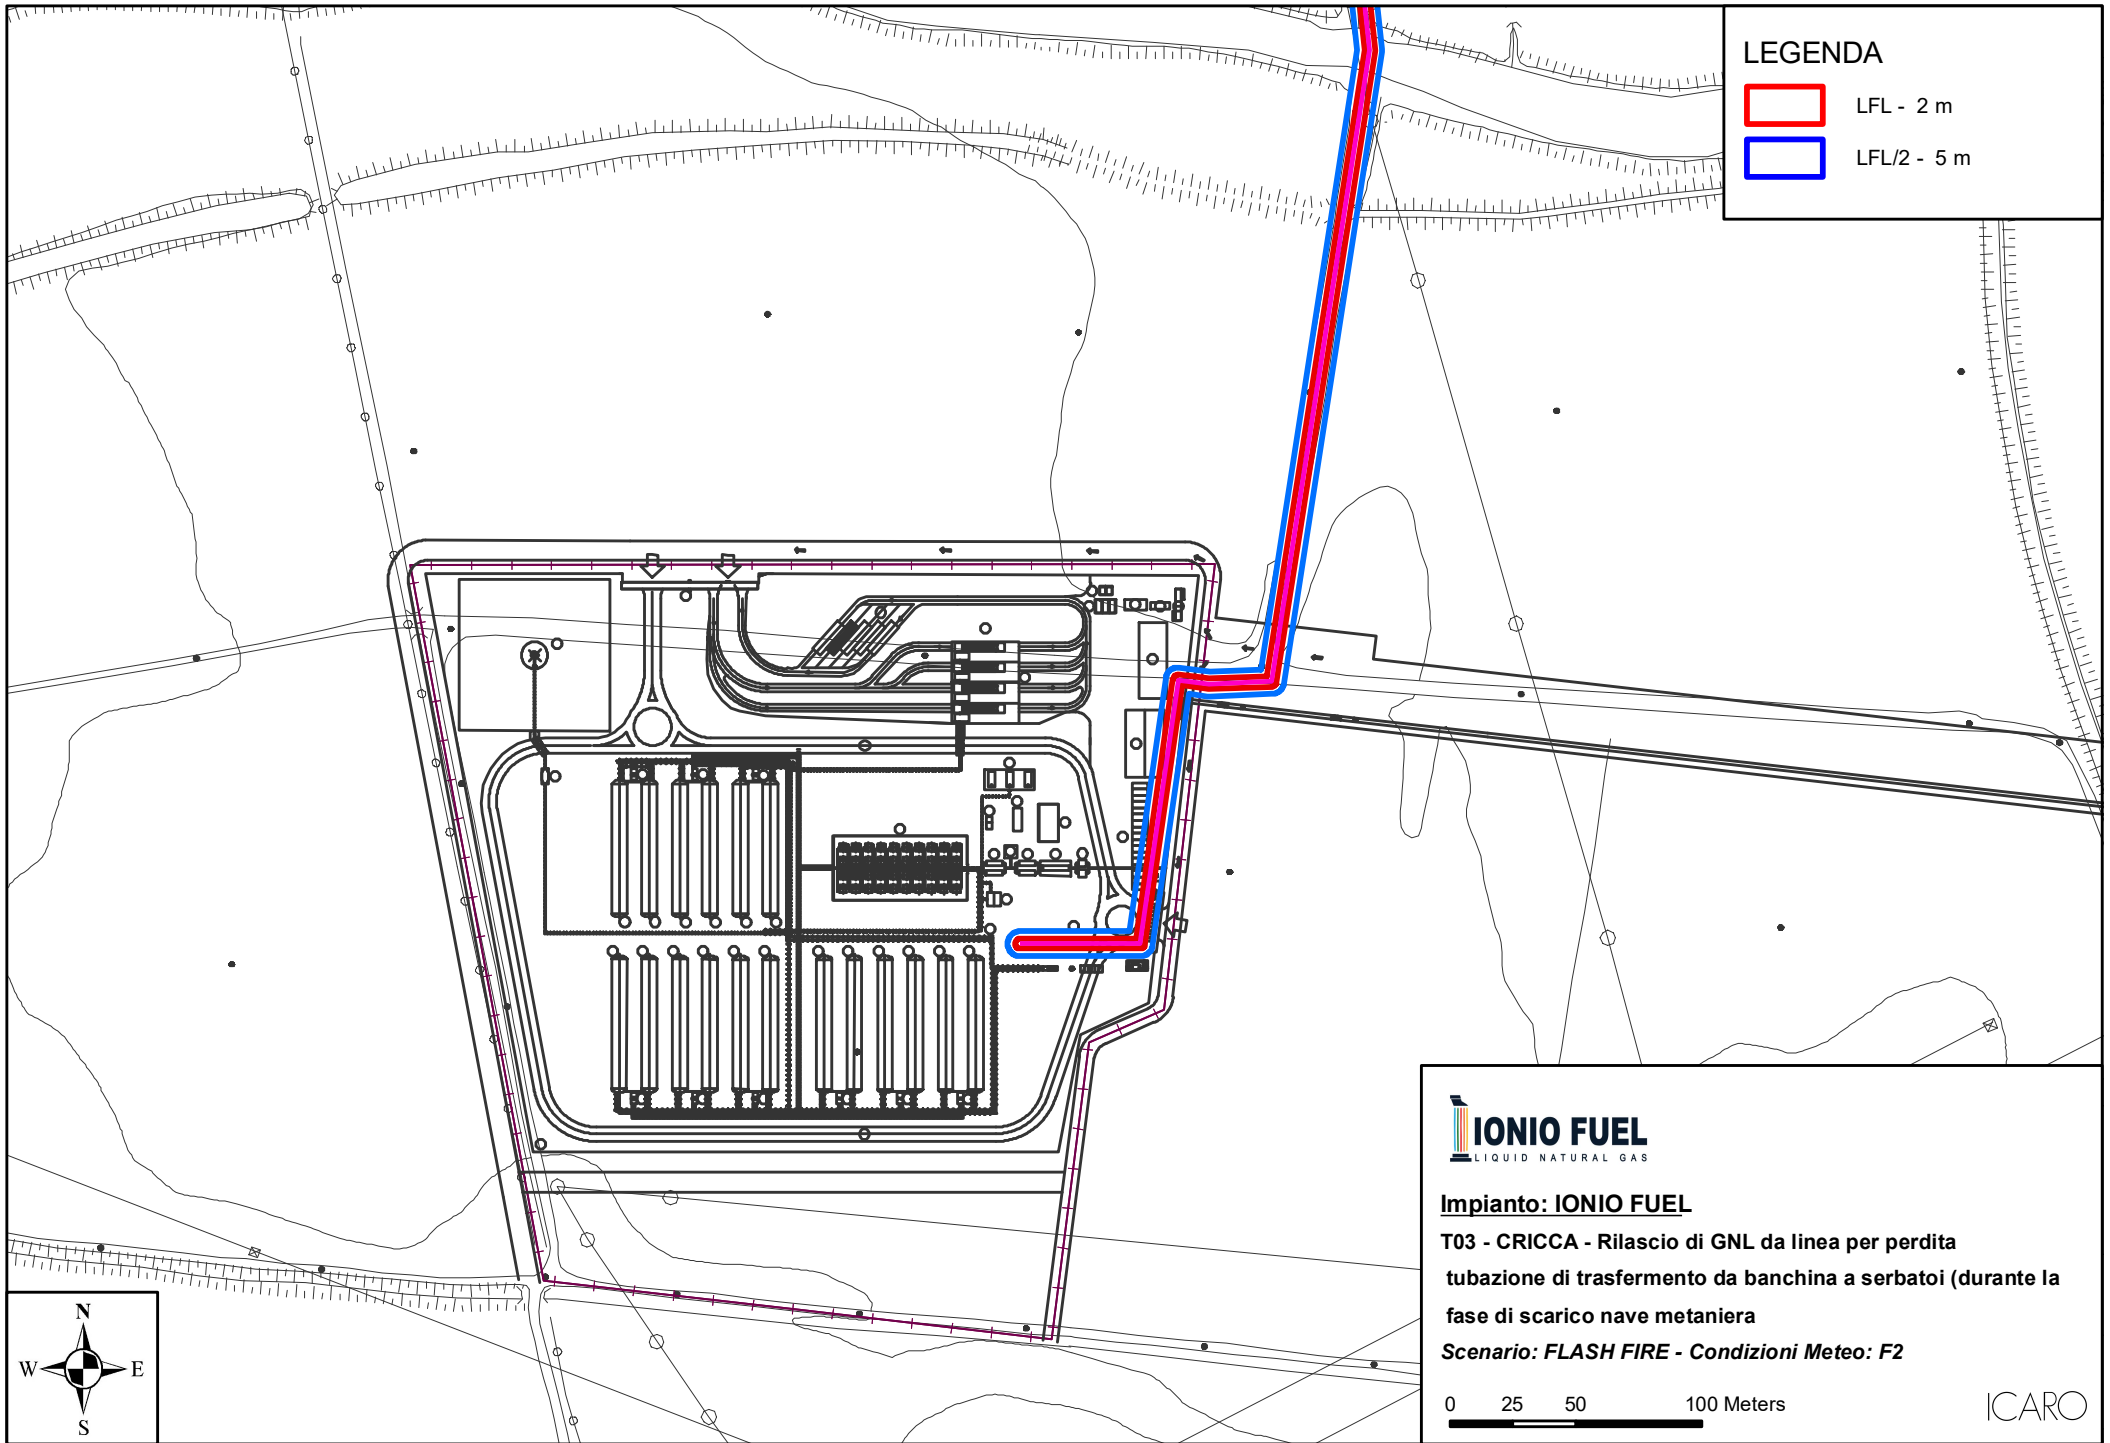 LEGENDA
LFL - 2 m
LFL/2 - 5 m
IONIO FUEL
LIQUID NATURAL GAS
Impianto: IONIO FUEL
T03 - CRICCA - Rilascio di GNL da linea per perdita
tubazione di trasfermento da banchina a serbatoi (durante la
fase di scarico nave metaniera
Scenario: FLASH FIRE - Condizioni Meteo: F2
0 25 50 100 Meters
ICARO
N
W E
S